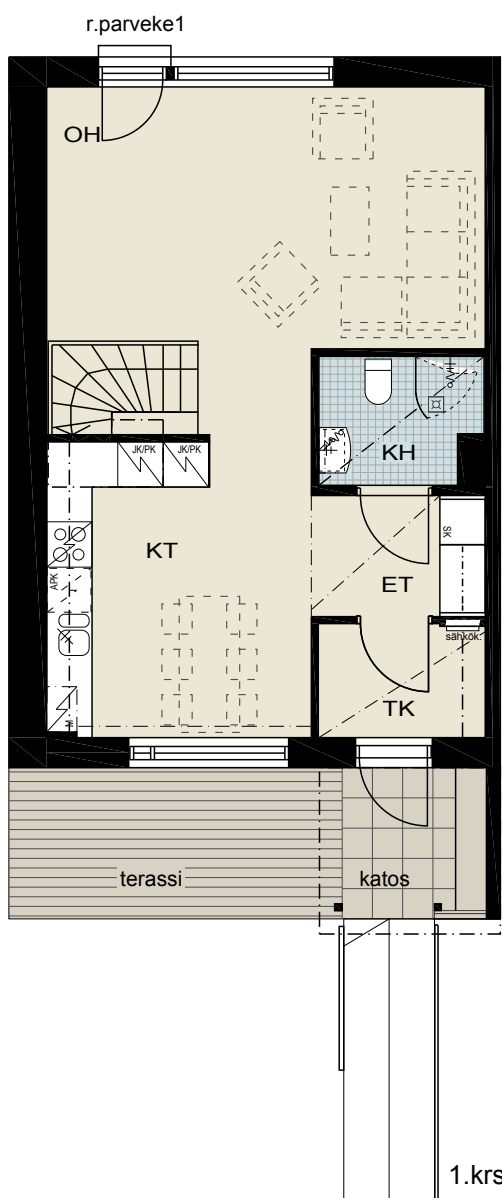 r.parveke1
OH
JK/PK
JK/PK
KH
KT
SK
APK
ET
sähkök.
TK
terassi
katos
1.krs